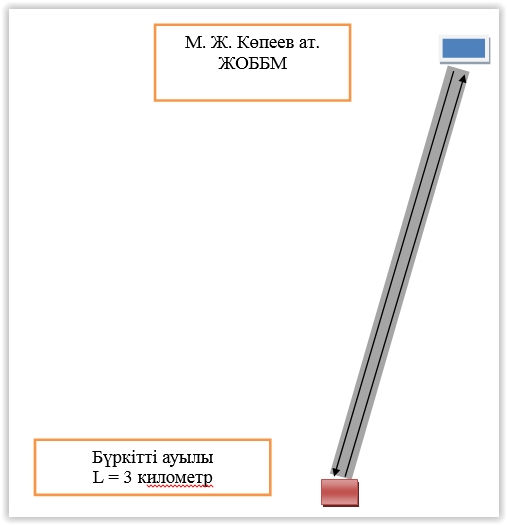 М. Ж. Көпеев ат.
ЖОББМ
Бүркітті ауылы
L = 3 километр